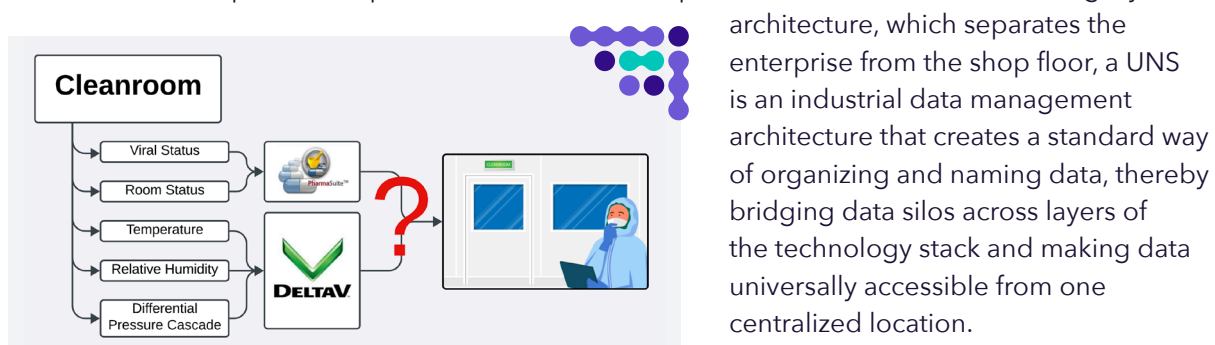 Cleanroom
Viral Status
Room Status
Temperature
Relative Humidity
Differential
Pressure Cascade
PharmaSuite™
DELTAV
?
CLEANROOM
architecture, which separates the
enterprise from the shop floor, a UNS
is an industrial data management
architecture that creates a standard way
of organizing and naming data, thereby
bridging data silos across layers of
the technology stack and making data
universally accessible from one
centralized location.